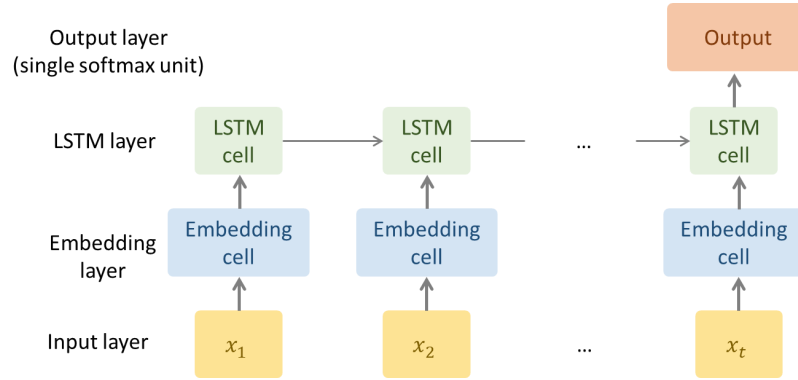 Output layer
(single softmax unit)
Output
LSTM layer
LSTM
cell
LSTM
cell
...
LSTM
cell
Embedding
layer
Embedding
cell
Embedding
cell
Embedding
cell
Input layer
x₁
x₂
...
xₜ